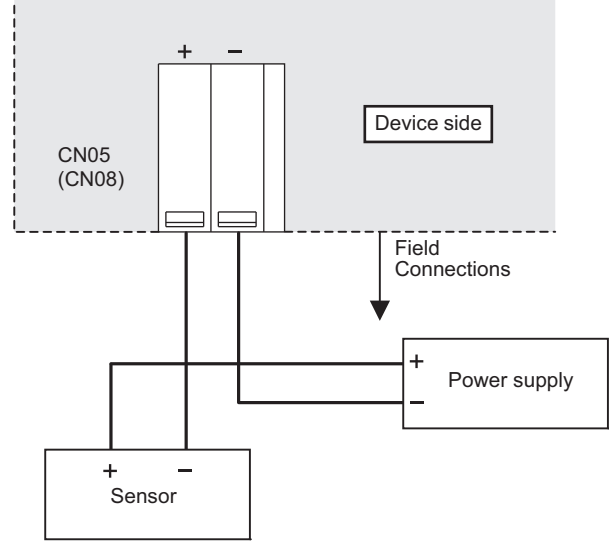 + −
Device side
CN05
(CN08)
Field
Connections
+
Power supply
−
+ −
Sensor